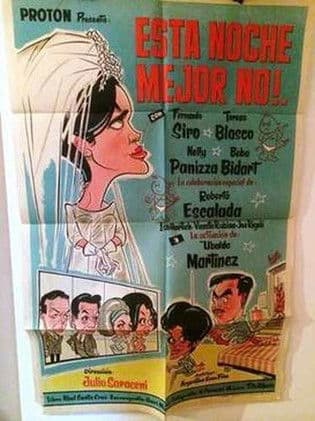 PROTON Presenta:
ESTA NOCHE
MEJOR NO!.
con
Fernando Teresa
Siro Blasco
Nelly Beba
Panizza Bidart
La colaboración especial de
Roberto
Escalada
y La actuación de
Ubaldo
Martinez
Dirección
Julio Saraceni